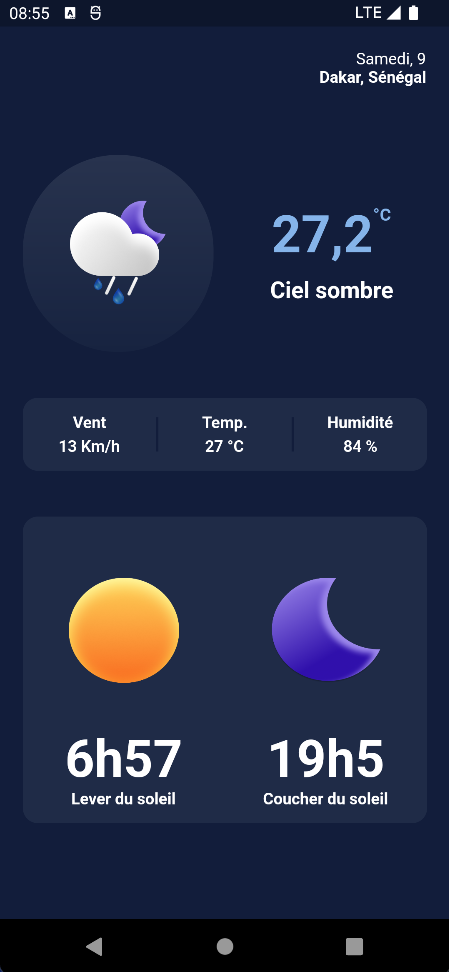 08:55
LTE
Samedi, 9
Dakar, Sénégal
27,2 °C
Ciel sombre
Vent Temp. Humidité
13 Km/h 27 °C 84 %
6h57 19h5
Lever du soleil Coucher du soleil